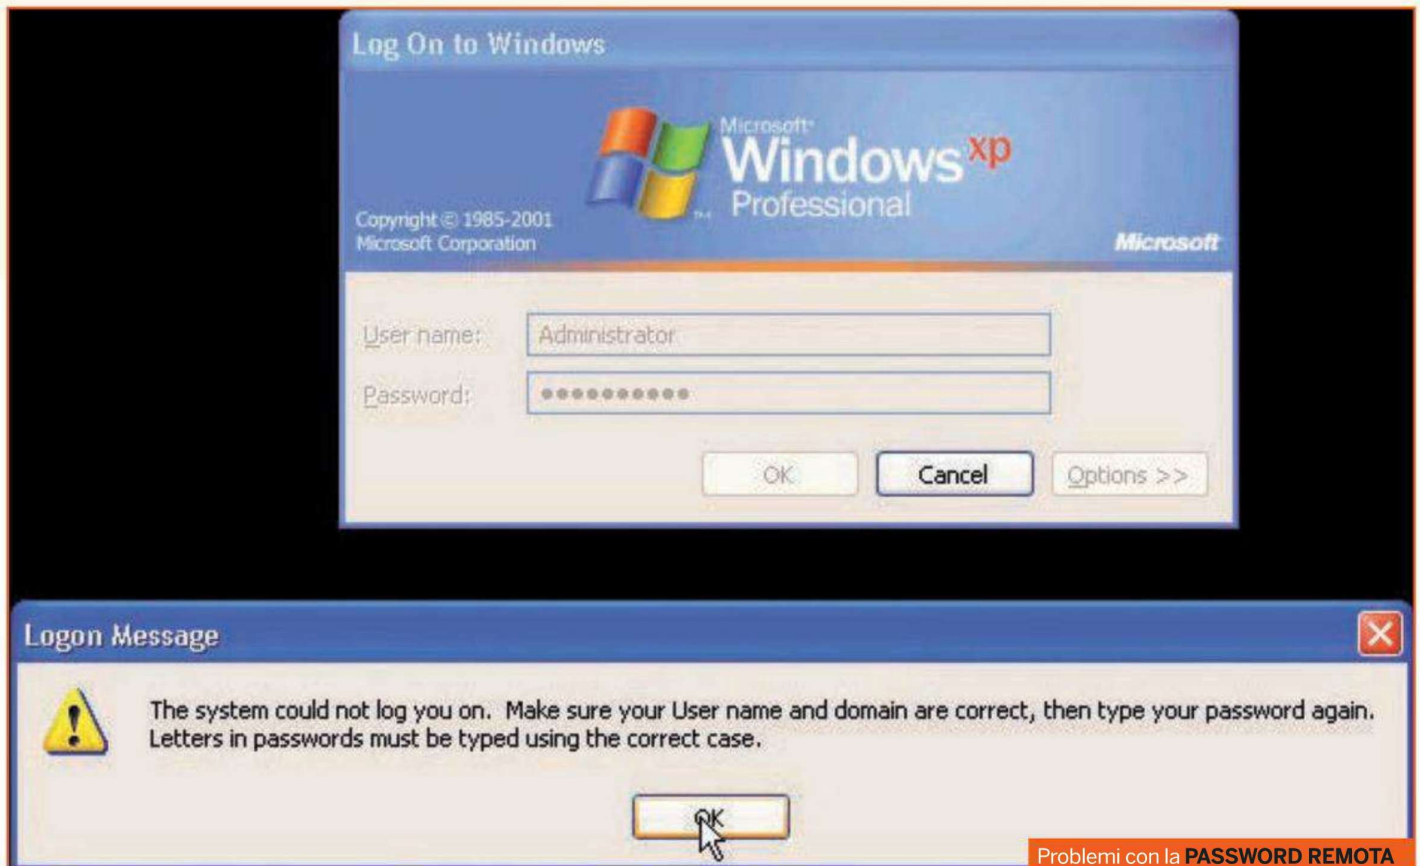 Log On to Windows
Microsoft®
Windows xp
Professional
Copyright © 1985-2001
Microsoft Corporation
Microsoft
User name:
Administrator
Password:
••••••••••
OK
Cancel
Options >>
Logon Message
The system could not log you on. Make sure your User name and domain are correct, then type your password again.
Letters in passwords must be typed using the correct case.
OK
Problemi con la PASSWORD REMOTA